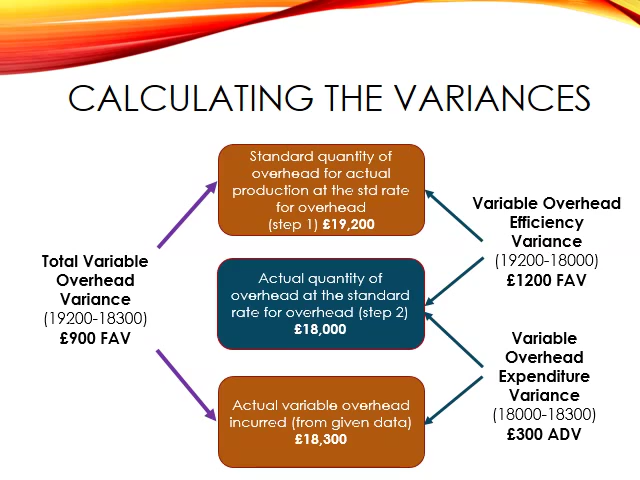 CALCULATING THE VARIANCES
Standard quantity of
overhead for actual
production at the std rate
for overhead
(step 1) £19,200
Variable Overhead
Efficiency
Variance
(19200-18000)
£1200 FAV
Total Variable
Overhead
Variance
(19200-18300)
£900 FAV
Actual quantity of
overhead at the standard
rate for overhead (step 2)
£18,000
Variable
Overhead
Expenditure
Variance
(18000-18300)
£300 ADV
Actual variable overhead
incurred (from given data)
£18,300